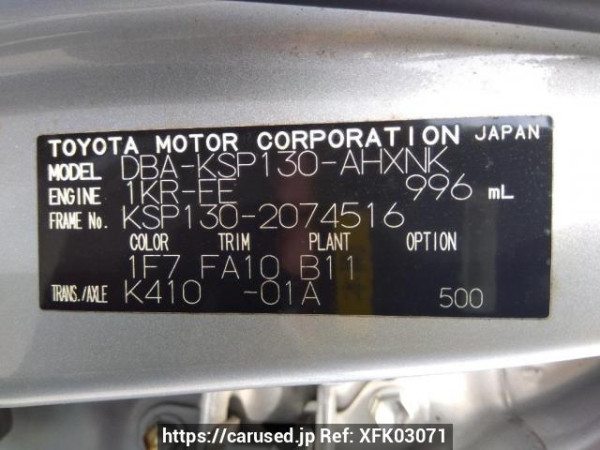 TOYOTA MOTOR CORPORATION JAPAN
MODEL DBA-KSP130-AHXNK
ENGINE 1KR-FE 996 mL
FRAME No. KSP130-2074516
COLOR TRIM PLANT OPTION
1F7 FA10 B11
TRANS./AXLE K410 -01A 500
https://carused.jp Ref: XFK03071